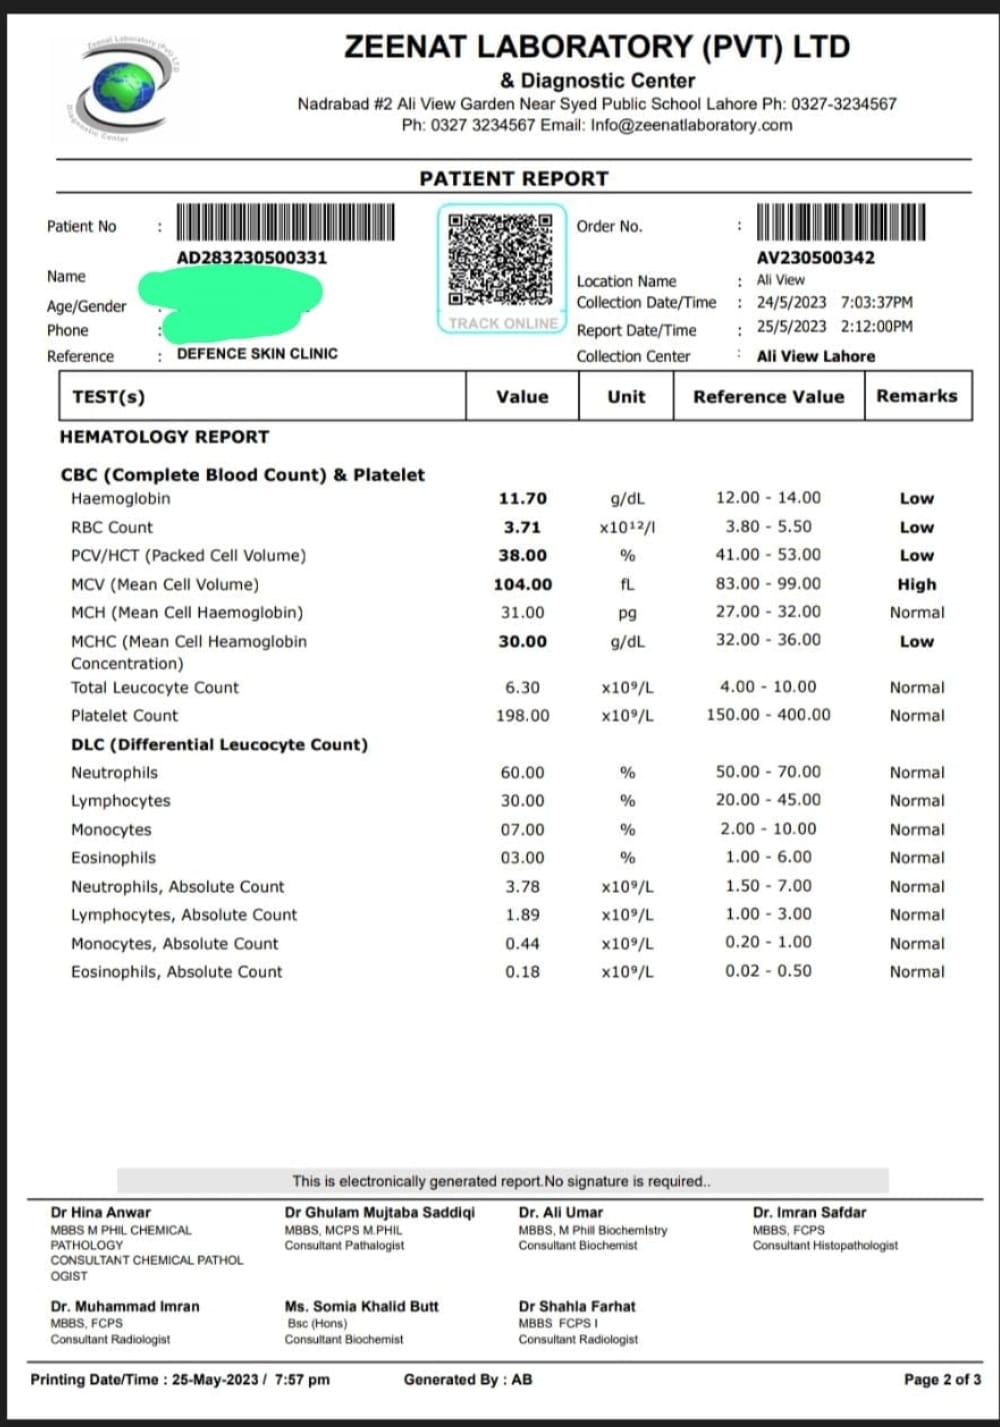 Zeenat Laboratory (Pvt) LTD
Diagnostic Center
ZEENAT LABORATORY (PVT) LTD
& Diagnostic Center
Nadrabad #2 Ali View Garden Near Syed Public School Lahore Ph: 0327-3234567
Ph: 0327 3234567 Email: Info@zeenatlaboratory.com
PATIENT REPORT
Patient No : AD283230500331
Name
Age/Gender :
Phone :
Reference : DEFENCE SKIN CLINIC
TRACK ONLINE
Order No. : AV230500342
Location Name : Ali View
Collection Date/Time : 24/5/2023 7:03:37PM
Report Date/Time : 25/5/2023 2:12:00PM
Collection Center : Ali View Lahore
TEST(s) Value Unit Reference Value Remarks
HEMATOLOGY REPORT
CBC (Complete Blood Count) & Platelet
Haemoglobin 11.70 g/dL 12.00 - 14.00 Low
RBC Count 3.71 x10¹²/l 3.80 - 5.50 Low
PCV/HCT (Packed Cell Volume) 38.00 % 41.00 - 53.00 Low
MCV (Mean Cell Volume) 104.00 fL 83.00 - 99.00 High
MCH (Mean Cell Haemoglobin) 31.00 pg 27.00 - 32.00 Normal
MCHC (Mean Cell Heamoglobin 30.00 g/dL 32.00 - 36.00 Low
Concentration)
Total Leucocyte Count 6.30 x10⁹/L 4.00 - 10.00 Normal
Platelet Count 198.00 x10⁹/L 150.00 - 400.00 Normal
DLC (Differential Leucocyte Count)
Neutrophils 60.00 % 50.00 - 70.00 Normal
Lymphocytes 30.00 % 20.00 - 45.00 Normal
Monocytes 07.00 % 2.00 - 10.00 Normal
Eosinophils 03.00 % 1.00 - 6.00 Normal
Neutrophils, Absolute Count 3.78 x10⁹/L 1.50 - 7.00 Normal
Lymphocytes, Absolute Count 1.89 x10⁹/L 1.00 - 3.00 Normal
Monocytes, Absolute Count 0.44 x10⁹/L 0.20 - 1.00 Normal
Eosinophils, Absolute Count 0.18 x10⁹/L 0.02 - 0.50 Normal
This is electronically generated report.No signature is required..
Dr Hina Anwar
MBBS M PHIL CHEMICAL
PATHOLOGY
CONSULTANT CHEMICAL PATHOL
OGIST
Dr Ghulam Mujtaba Saddiqi
MBBS, MCPS M.PHIL
Consultant Pathalogist
Dr. Ali Umar
MBBS, M Phill Biochemistry
Consultant Biochemist
Dr. Imran Safdar
MBBS, FCPS
Consultant Histopathologist
Dr. Muhammad Imran
MBBS, FCPS
Consultant Radiologist
Ms. Somia Khalid Butt
Bsc (Hons)
Consultant Biochemist
Dr Shahla Farhat
MBBS FCPS I
Consultant Radiologist
Printing Date/Time : 25-May-2023 / 7:57 pm Generated By : AB Page 2 of 3